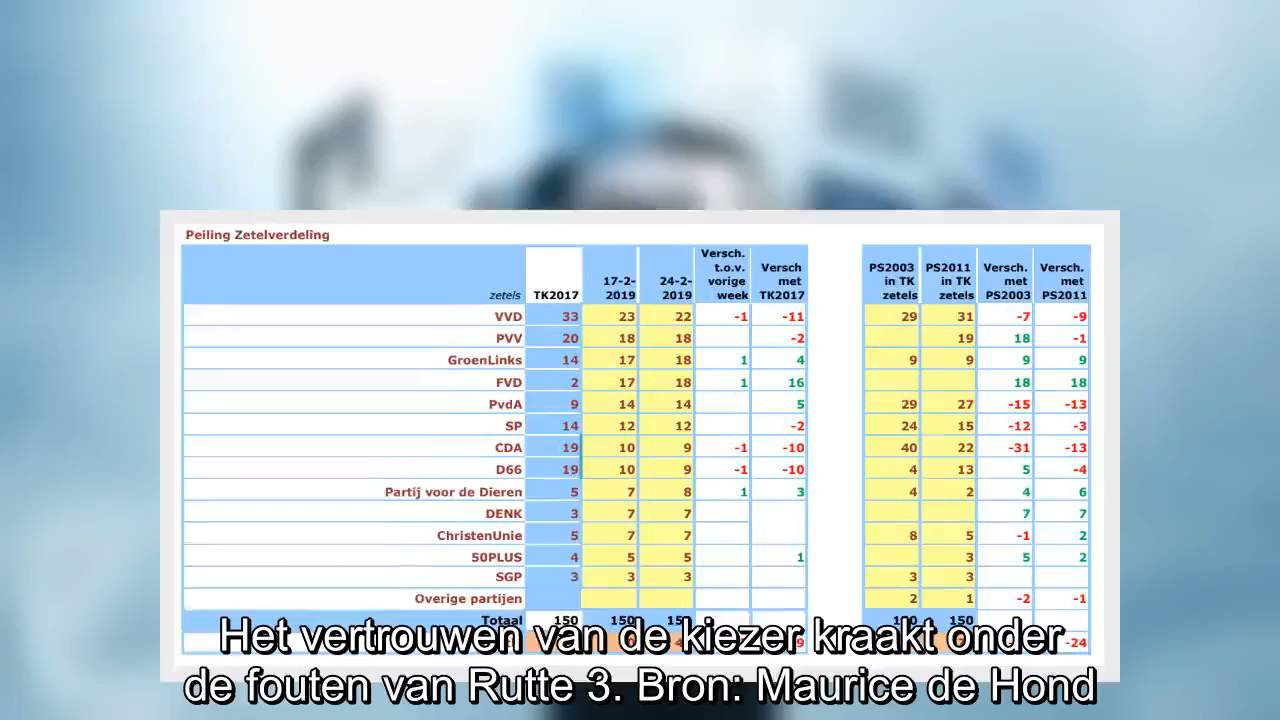 Peiling Zetelverdeling
zetels TK2017 17-2-2019 24-2-2019 Versch. t.o.v. vorige week Versch met TK2017 PS2003 in TK zetels PS2011 in TK zetels Versch. met PS2003 Versch. met PS2011
VVD 33 23 22 -1 -11 29 31 -7 -9
PVV 20 18 18 -2 19 18 -1
GroenLinks 14 17 18 1 4 9 9 9 9
FVD 2 17 18 1 16 18 18
PvdA 9 14 14 5 29 27 -15 -13
SP 14 12 12 -2 24 15 -12 -3
CDA 19 10 9 -1 -10 40 22 -31 -13
D66 19 10 9 -1 -10 4 13 5 -4
Partij voor de Dieren 5 7 8 1 3 4 2 4 6
DENK 3 7 7 7 7
ChristenUnie 5 7 7 8 5 -1 2
50PLUS 4 5 5 1 3 5 2
SGP 3 3 3 3 3
Overige partijen 2 1 -2 -1
Totaal 150 150 150
-24
Het vertrouwen van de kiezer kraakt onder
de fouten van Rutte 3. Bron: Maurice de Hond